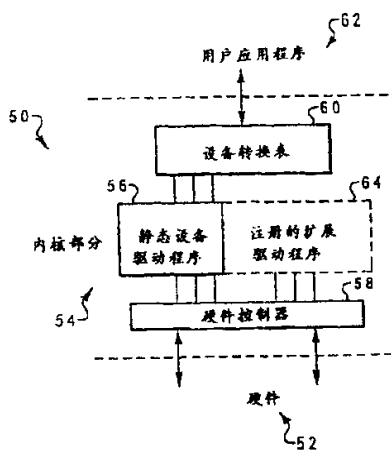 62
用户应用程序
50
60
设备转换表
56
64
内核部分
静态设备
驱动程序
注册的扩展
驱动程序
58
54
硬件控制器
硬件
52